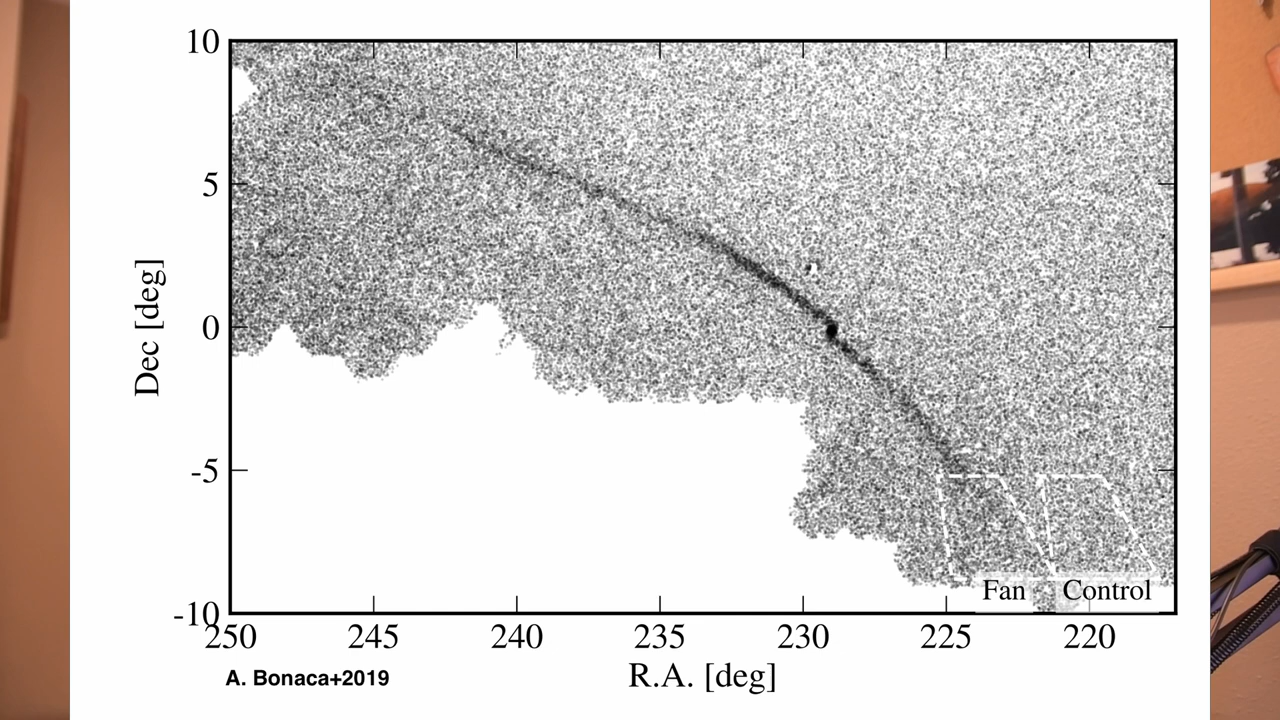 10
5
0
-5
-10
Dec [deg]
250 245 240 235 230 225 220
R.A. [deg]
Fan Control
A. Bonaca+2019